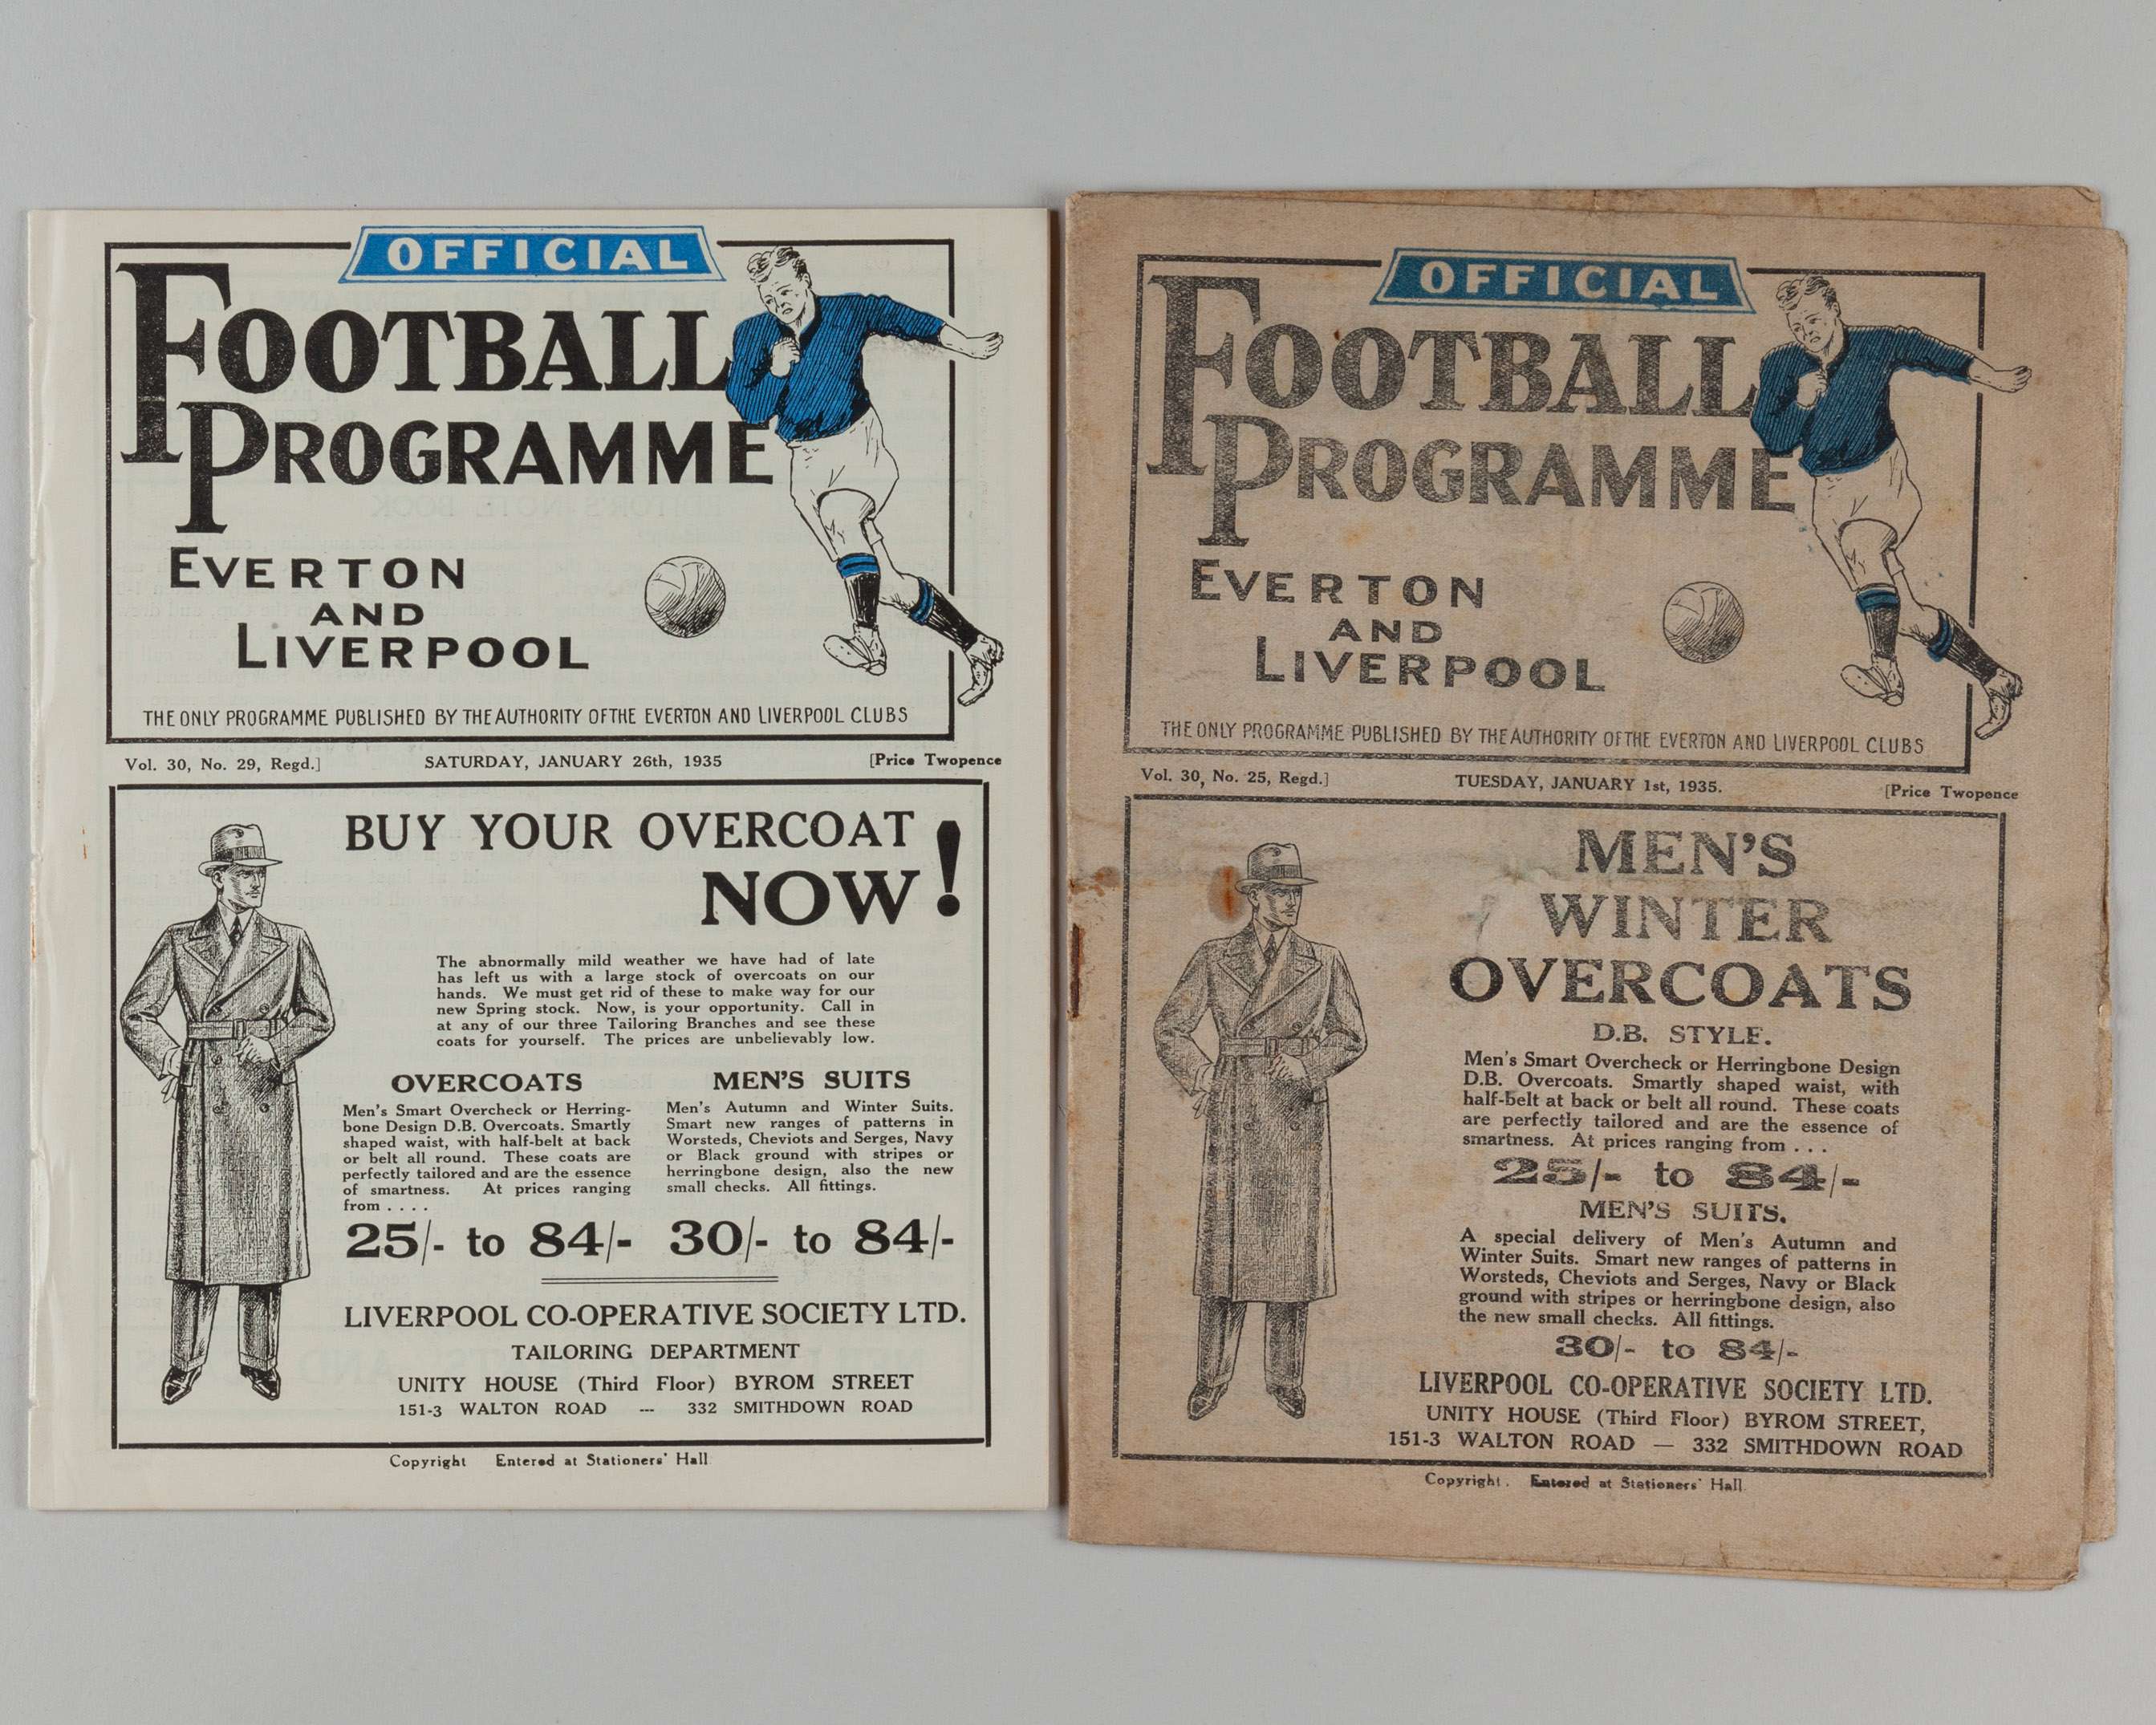 OFFICIAL
FOOTBALL
PROGRAMME
EVERTON
AND
LIVERPOOL
THE ONLY PROGRAMME PUBLISHED BY THE AUTHORITY OF THE EVERTON AND LIVERPOOL CLUBS
Vol. 30, No. 29, Regd.] SATURDAY, JANUARY 26th, 1935 [Price Twopence
BUY YOUR OVERCOAT
NOW!
The abnormally mild weather we have had of late
has left us with a large stock of overcoats on our
hands. We must get rid of these to make way for our
new Spring stock. Now, is your opportunity. Call in
at any of our three Tailoring Branches and see these
coats for yourself. The prices are unbelievably low.
OVERCOATS
Men's Smart Overcheck or Herring-
bone Design D.B. Overcoats. Smartly
shaped waist, with half-belt at back
or belt all round. These coats are
perfectly tailored and are the essence
of smartness. At prices ranging
from . . . .
25/- to 84/-
MEN'S SUITS
Men's Autumn and Winter Suits.
Smart new ranges of patterns in
Worsteds, Cheviots and Serges, Navy
or Black ground with stripes or
herringbone design, also the new
small checks. All fittings.
30/- to 84/-
LIVERPOOL CO-OPERATIVE SOCIETY LTD.
TAILORING DEPARTMENT
UNITY HOUSE (Third Floor) BYROM STREET
151-3 WALTON ROAD --- 332 SMITHDOWN ROAD
Copyright Entered at Stationers' Hall
OFFICIAL
FOOTBALL
PROGRAMME
EVERTON
AND
LIVERPOOL
THE ONLY PROGRAMME PUBLISHED BY THE AUTHORITY OF THE EVERTON AND LIVERPOOL CLUBS
Vol. 30, No. 25, Regd.] TUESDAY, JANUARY 1st, 1935. [Price Twopence
MEN'S
WINTER
OVERCOATS
D.B. STYLE.
Men's Smart Overcheck or Herringbone Design
D.B. Overcoats. Smartly shaped waist, with
half-belt at back or belt all round. These coats
are perfectly tailored and are the essence of
smartness. At prices ranging from . . .
25/- to 84/-
MEN'S SUITS.
A special delivery of Men's Autumn and
Winter Suits. Smart new ranges of patterns in
Worsteds, Cheviots and Serges, Navy or Black
ground with stripes or herringbone design, also
the new small checks. All fittings.
30/- to 84/-
LIVERPOOL CO-OPERATIVE SOCIETY LTD.
UNITY HOUSE (Third Floor) BYROM STREET,
151-3 WALTON ROAD — 332 SMITHDOWN ROAD
Copyright. Entered at Stationers' Hall